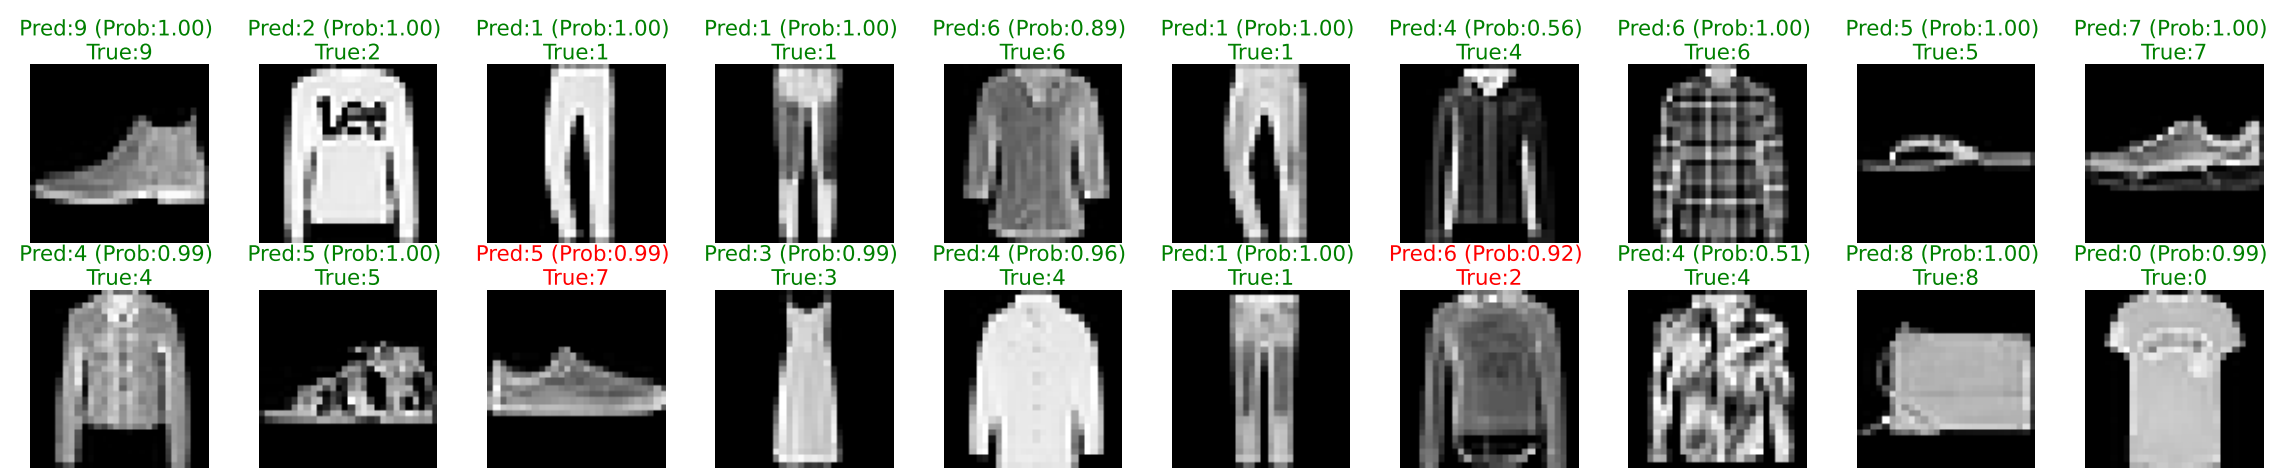 Pred:9 (Prob:1.00) Pred:2 (Prob:1.00) Pred:1 (Prob:1.00) Pred:1 (Prob:1.00) Pred:6 (Prob:0.89) Pred:1 (Prob:1.00) Pred:4 (Prob:0.56) Pred:6 (Prob:1.00) Pred:5 (Prob:1.00) Pred:7 (Prob:1.00)
True:9 True:2 True:1 True:1 True:6 True:1 True:4 True:6 True:5 True:7
Lee
Pred:4 (Prob:0.99) Pred:5 (Prob:1.00) Pred:5 (Prob:0.99) Pred:3 (Prob:0.99) Pred:4 (Prob:0.96) Pred:1 (Prob:1.00) Pred:6 (Prob:0.92) Pred:4 (Prob:0.51) Pred:8 (Prob:1.00) Pred:0 (Prob:0.99)
True:4 True:5 True:7 True:3 True:4 True:1 True:2 True:4 True:8 True:0